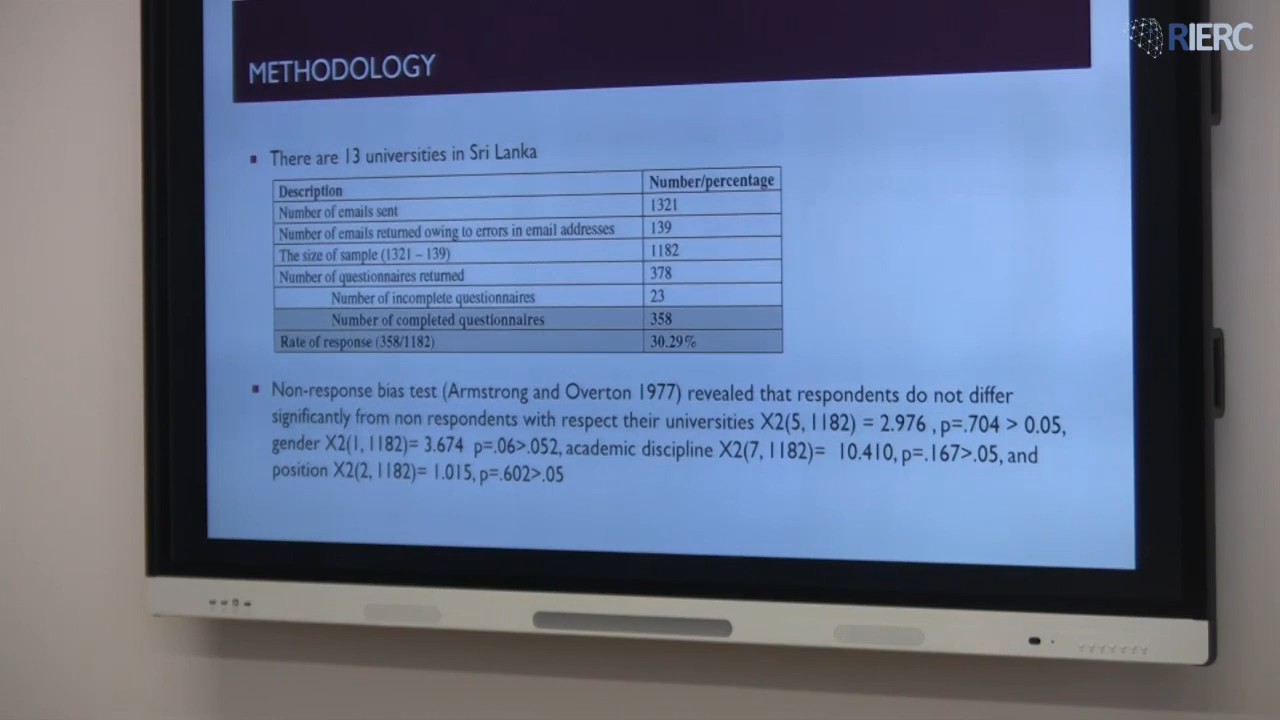 RIERC
METHODOLOGY
There are 13 universities in Sri Lanka
Description Number/percentage
Number of emails sent 1321
Number of emails returned owing to errors in email addresses 139
The size of sample (1321 – 139) 1182
Number of questionnaires returned 378
Number of incomplete questionnaires 23
Number of completed questionnaires 358
Rate of response (358/1182) 30.29%
Non-response bias test (Armstrong and Overton 1977) revealed that respondents do not differ
significantly from non respondents with respect their universities X2(5, 1182) = 2.976 , p=.704 > 0.05,
gender X2(1, 1182)= 3.674 p=.06>.052, academic discipline X2(7, 1182)= 10.410, p=.167>.05, and
position X2(2, 1182)= 1.015, p=.602>.05